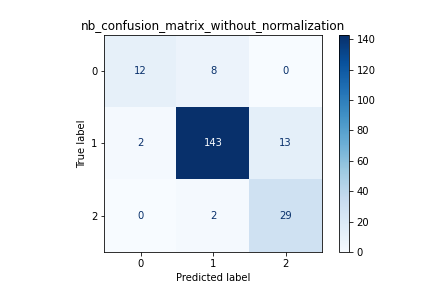 nb_confusion_matrix_without_normalization
0 12 8 0
1 2 143 13
2 0 2 29
0 1 2
True label
Predicted label
140
120
100
80
60
40
20
0